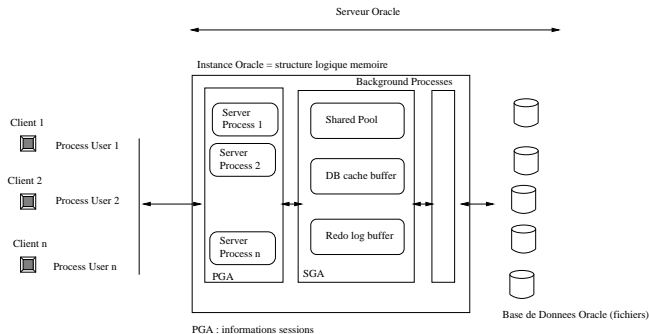 Serveur Oracle
Instance Oracle = structure logique memoire
Background Processes
Client 1
Process User 1
Client 2
Process User 2
Client n
Process User n
Server
Process 1
Server
Process 2
Server
Process n
PGA
Shared Pool
DB cache buffer
Redo log buffer
SGA
Base de Donnees Oracle (fichiers)
PGA : informations sessions